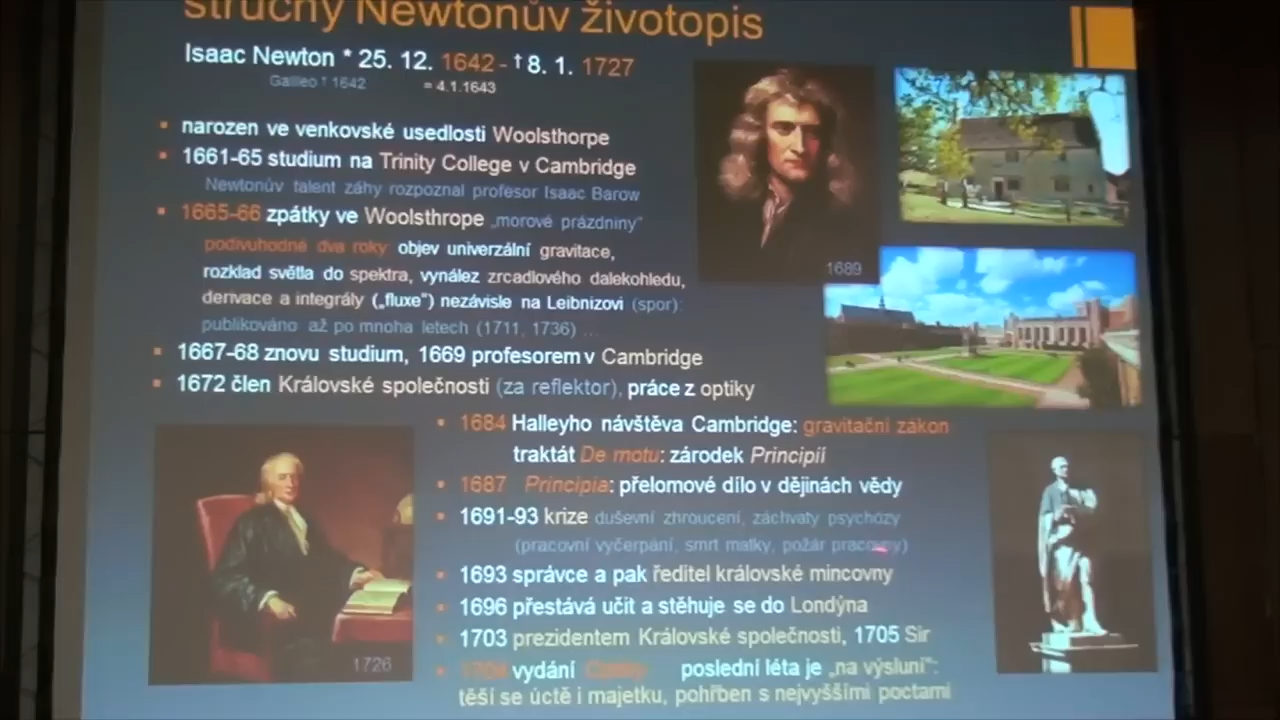 stručný Newtonův životopis
Isaac Newton * 25. 12. 1642 - † 8. 1. 1727
Galileo † 1642 = 4.1.1643
▪ narozen ve venkovské usedlosti Woolsthorpe
▪ 1661-65 studium na Trinity College v Cambridge
Newtonův talent záhy rozpoznal profesor Isaac Barow
▪ 1665-66 zpátky ve Woolsthrope „morové prázdniny"
podivuhodné dva roky: objev univerzální gravitace,
rozklad světla do spektra, vynález zrcadlového dalekohledu,
derivace a integrály („fluxe") nezávisle na Leibnizovi (spor):
publikováno až po mnoha letech (1711, 1736) ...
▪ 1667-68 znovu studium, 1669 profesorem v Cambridge
▪ 1672 člen Královské společnosti (za reflektor), práce z optiky
1689
▪ 1684 Halleyho návštěva Cambridge: gravitační zákon
traktát De motu: zárodek Principií
▪ 1687 Principia: přelomové dílo v dějinách vědy
▪ 1691-93 krize duševní zhroucení, záchvaty psychózy
(pracovní vyčerpání, smrt matky, požár pracovny)
▪ 1693 správce a pak ředitel královské mincovny
▪ 1696 přestává učit a stěhuje se do Londýna
▪ 1703 prezidentem Královské společnosti, 1705 Sir
▪ vydání poslední léta je „na výsluní":
těší se úctě i majetku, pohřben s nejvyššími poctami
1726